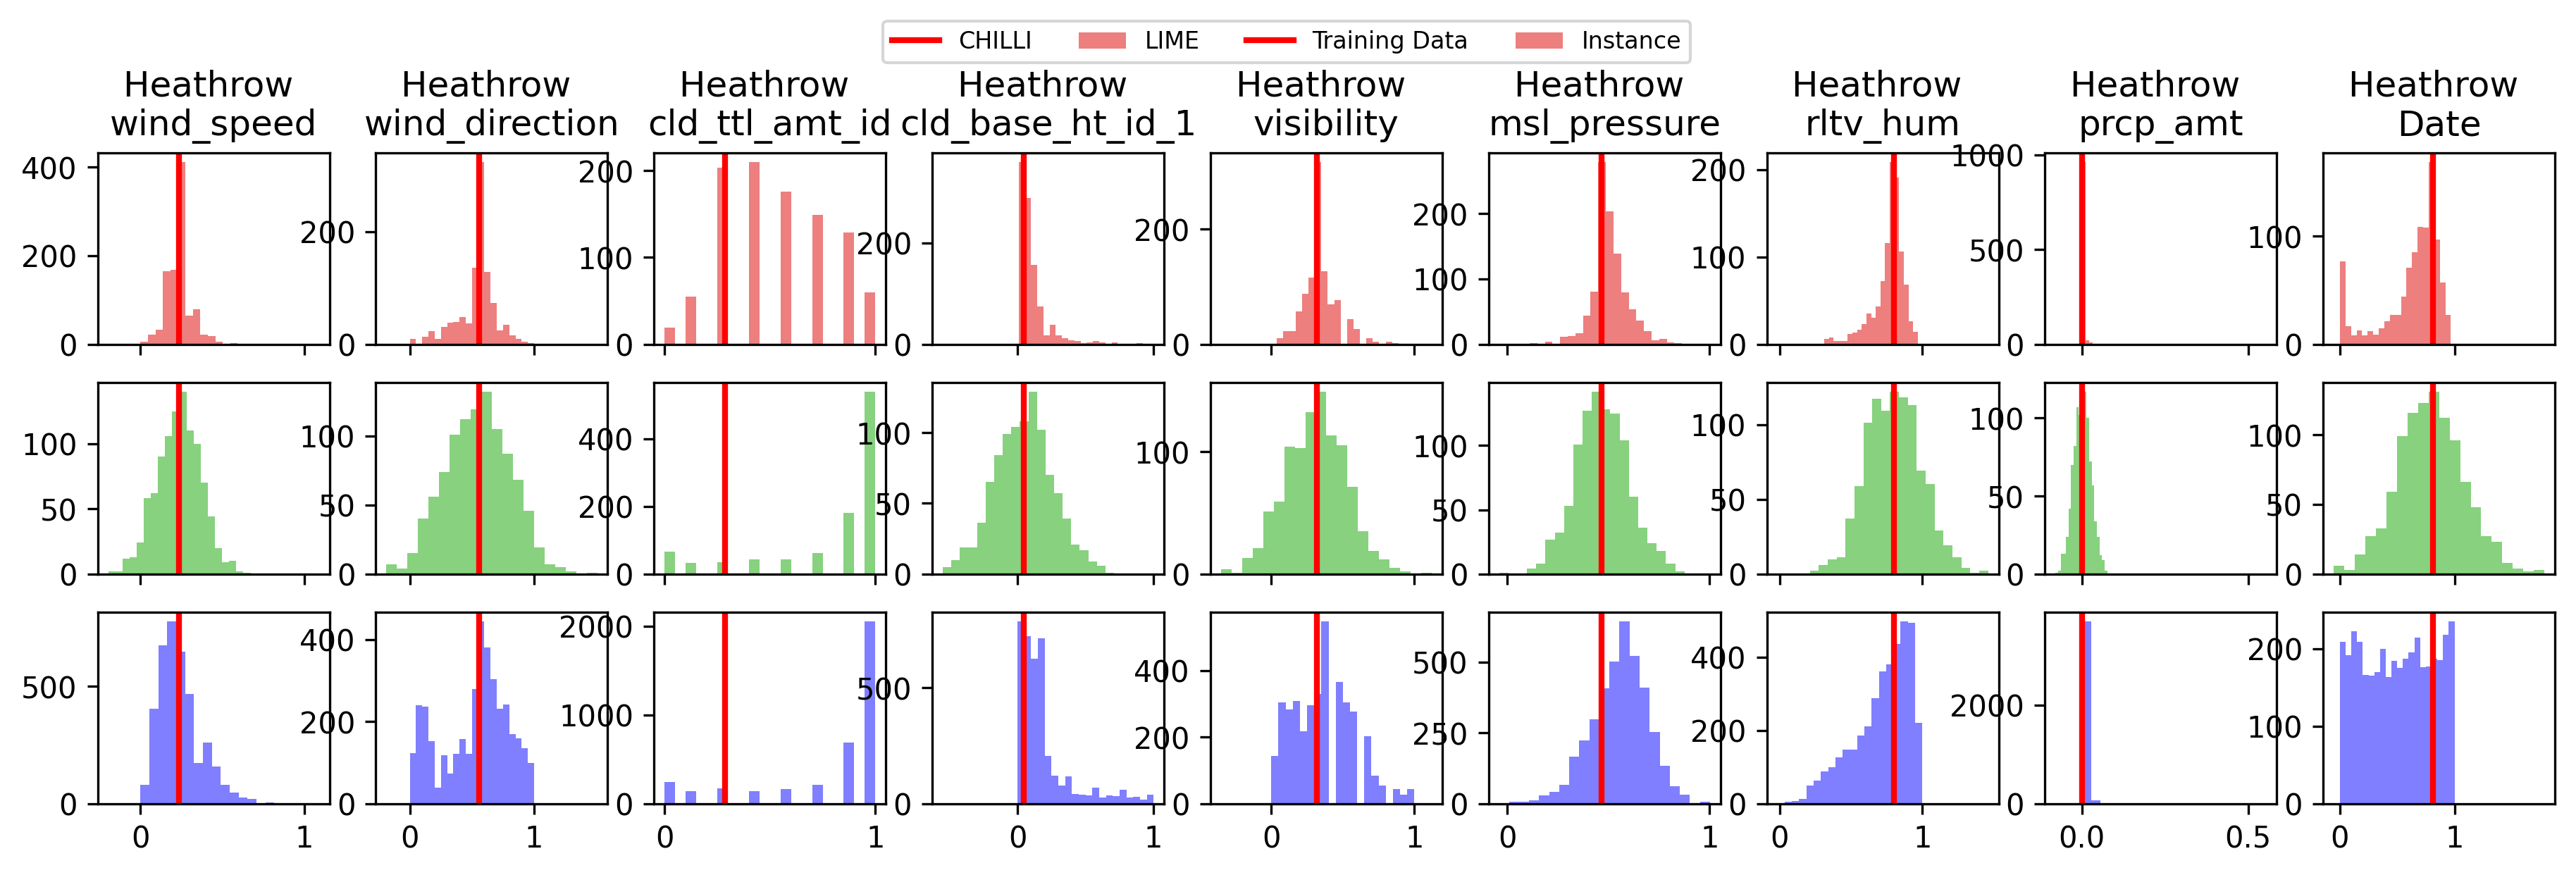 CHILLI LIME Training Data Instance
Heathrow Heathrow Heathrow Heathrow Heathrow Heathrow Heathrow Heathrow Heathrow
wind_speed wind_direction cld_ttl_amt_id cld_base_ht_id_1 visibility msl_pressure rltv_hum prcp_amt Date
400 200 0
200 0
200 100 0
200 0
200 0
200 100 0
200 100 0
1000 500 0
100 0
100 50 0
100 50 0
400 200 0
100 50 0
100 0
100 50 0
100 50 0
100 50 0
100 50 0
500 0
400 200 0
2000 1000 0
500 0
400 200 0
500 250 0
400 200 0
2000 0
200 100 0
0 1 0 1 0 1 0 1 0 1 0 1 0 1 0.0 0.5 0 1